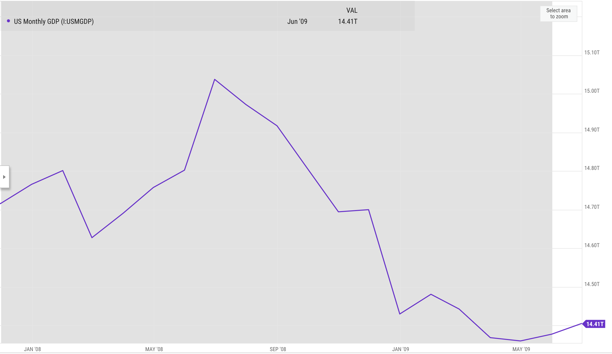 VAL
US Monthly GDP (I:USMGDP) Jun '09 14.41T
Select area
to zoom
15.10T
15.00T
14.90T
14.80T
14.70T
14.60T
14.50T
14.41T
JAN '08 MAY '08 SEP '08 JAN '09 MAY '09